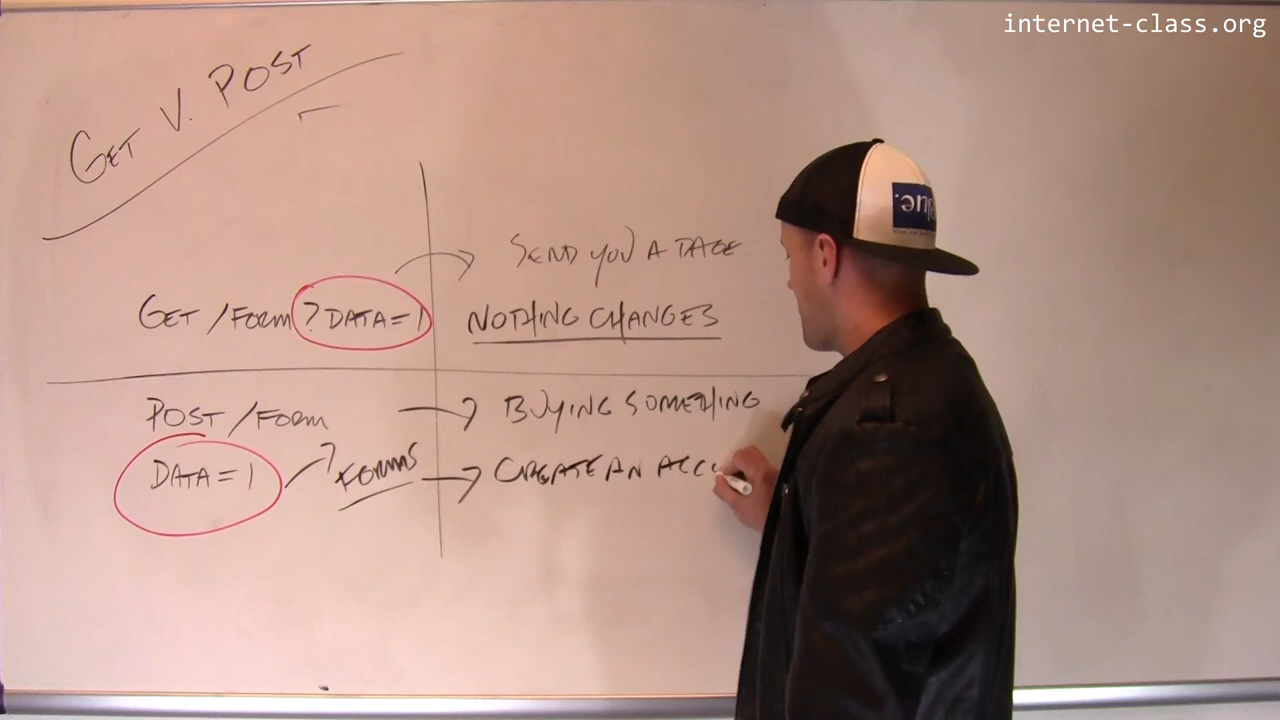 internet-class.org
GET V. POST
SEND YOU A PAGE
GET /FORM ? DATA=1
NOTHING CHANGES
POST /FORM
BUYING SOMETHING
DATA=1
FORMS
CREATE AN ACC
Blue.